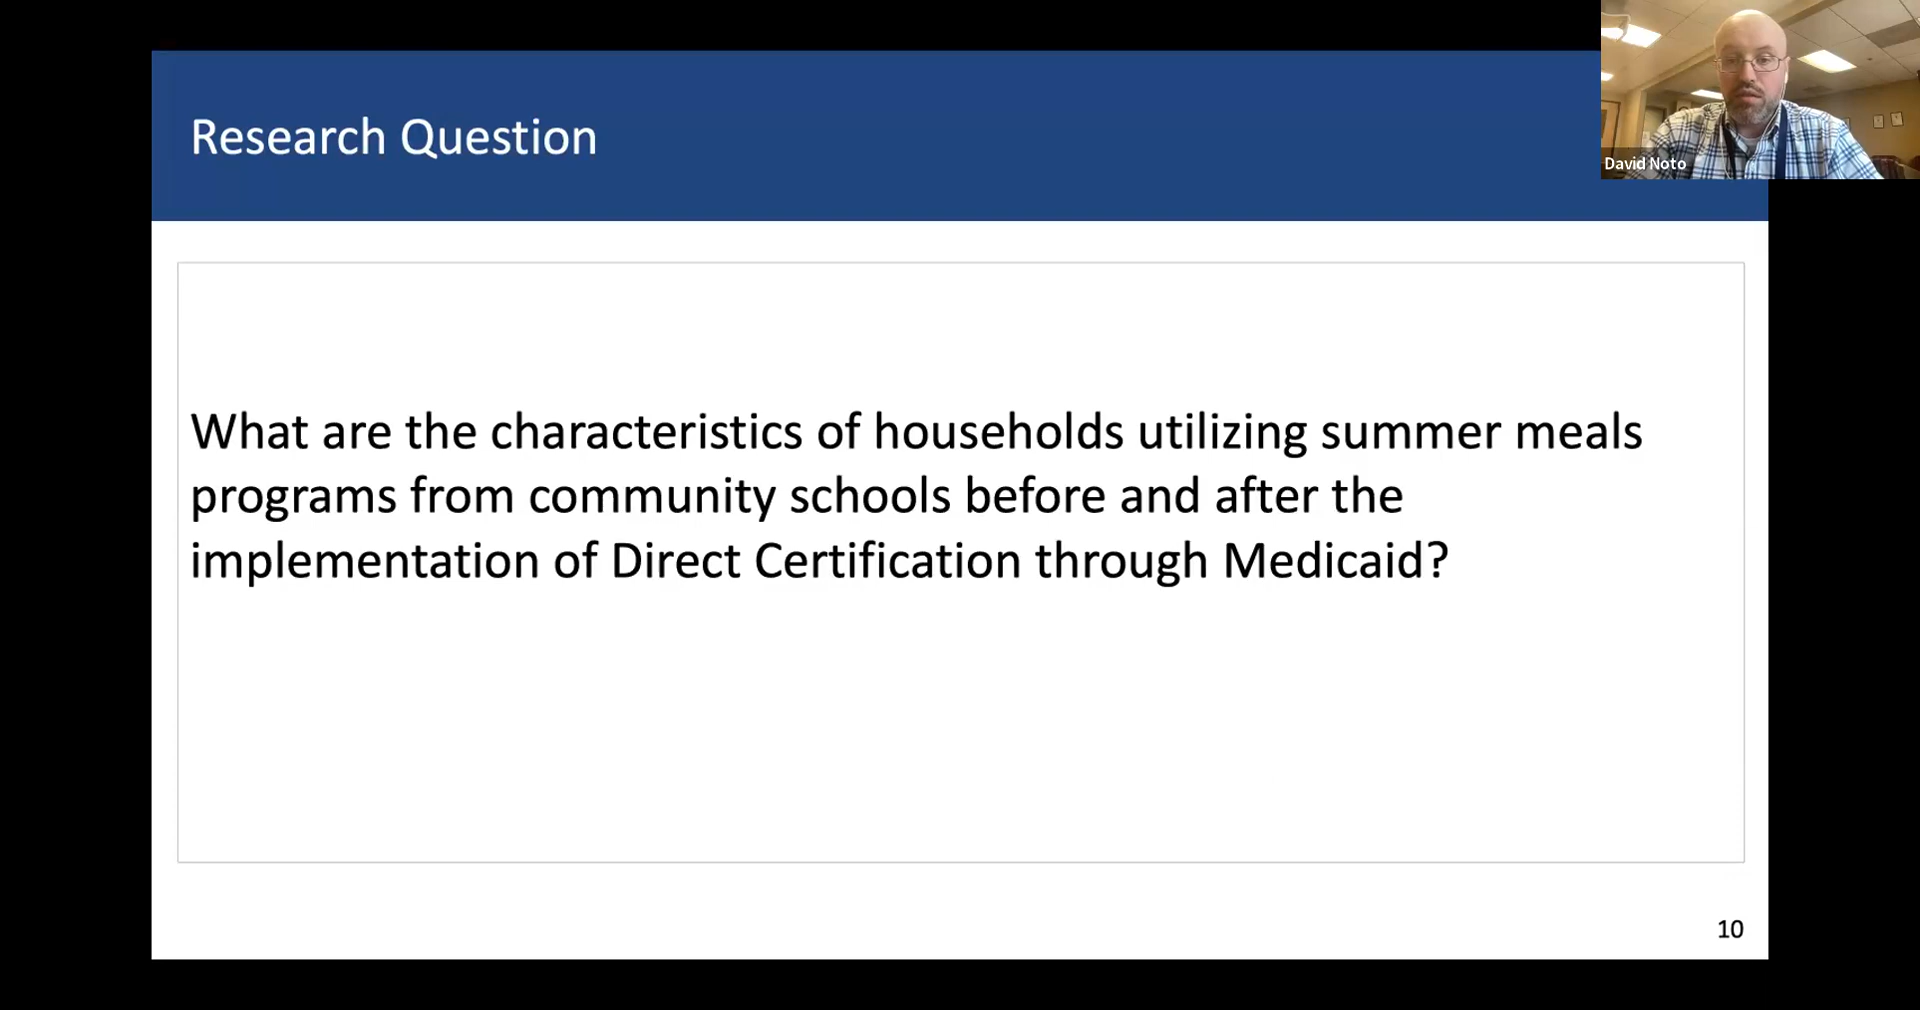 Research Question
David Noto
What are the characteristics of households utilizing summer meals
programs from community schools before and after the
implementation of Direct Certification through Medicaid?
10